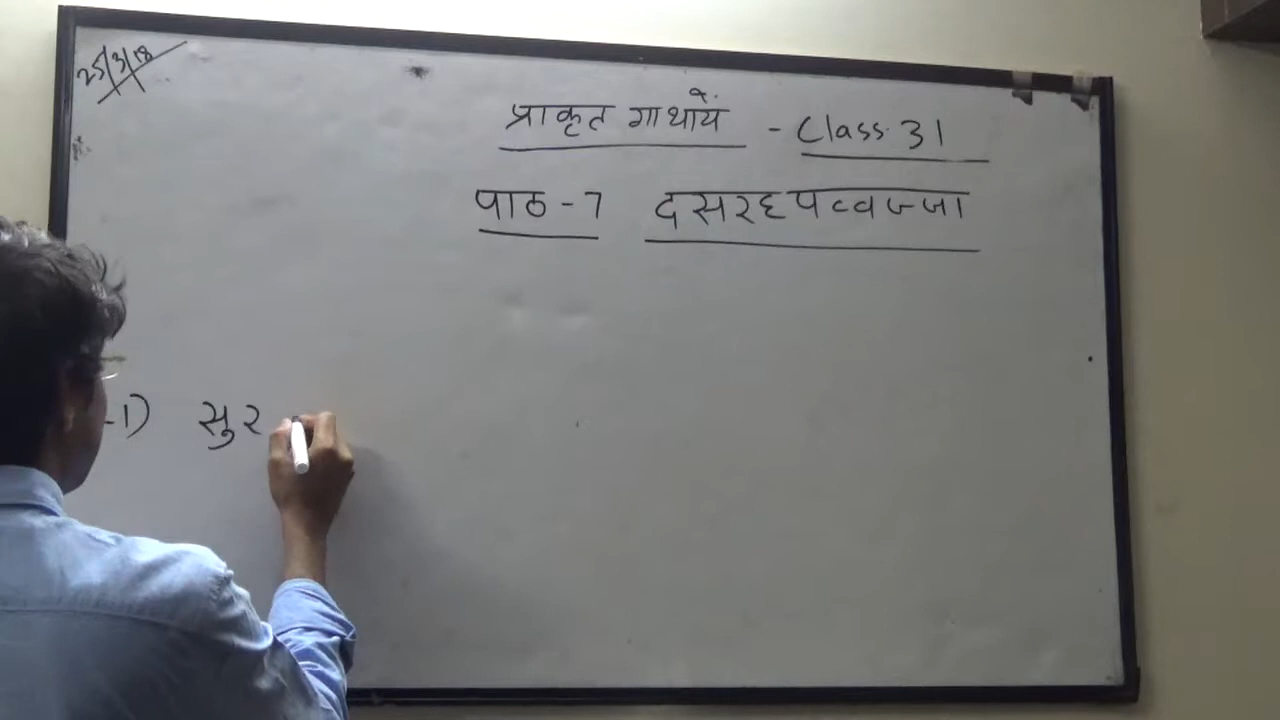 25/3/18
प्राकृत गाथायें - Class. 31
पाठ - 7 दसरहपव्वज्जा
-1) सुर